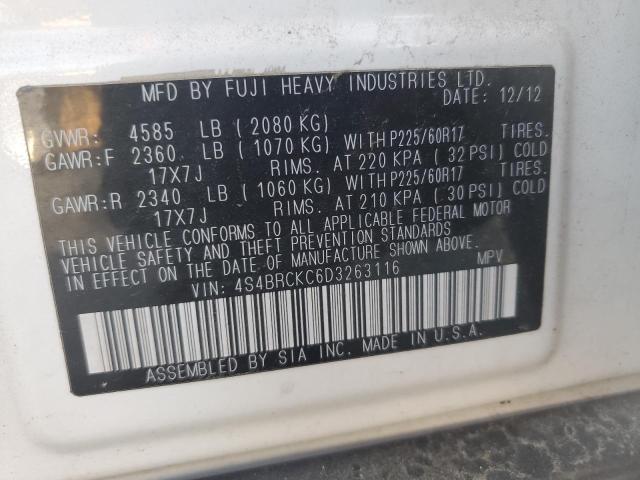 MFD BY FUJI HEAVY INDUSTRIES LTD.
DATE: 12/12
GVWR: 4585 LB (2080 KG)
GAWR:F 2360 LB (1070 KG) WITH P225/60R17 TIRES.
17X7J RIMS. AT 220 KPA (32 PSI) COLD
GAWR:R 2340 LB (1060 KG) WITH P225/60R17 TIRES.
17X7J RIMS. AT 210 KPA (30 PSI) COLD
THIS VEHICLE CONFORMS TO ALL APPLICABLE FEDERAL MOTOR
VEHICLE SAFETY AND THEFT PREVENTION STANDARDS
IN EFFECT ON THE DATE OF MANUFACTURE SHOWN ABOVE.
VIN: 4S4BRCKC6D3263116 MPV
ASSEMBLED BY SIA INC. MADE IN U.S.A.